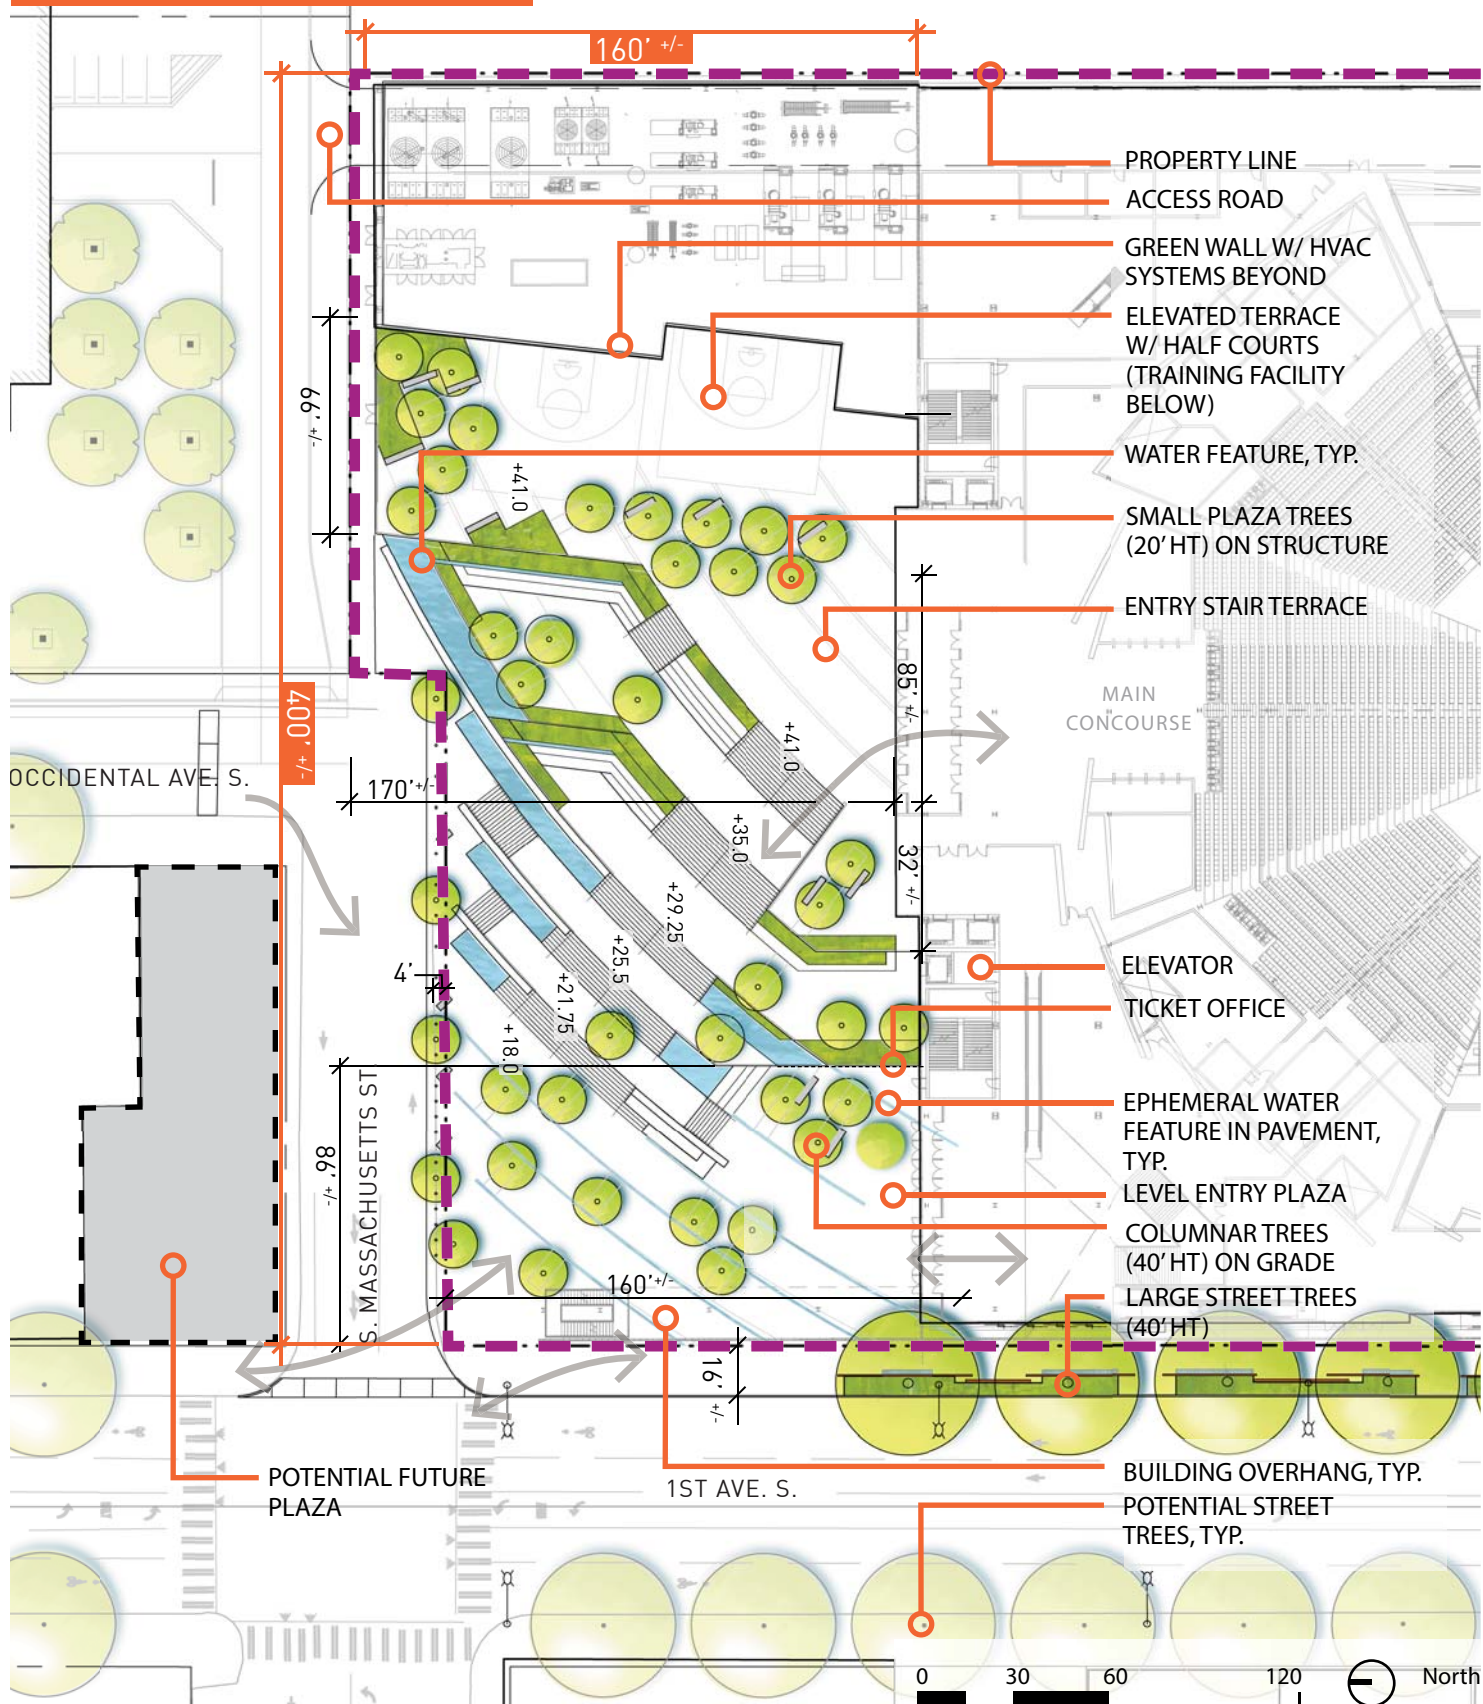 160' +/-
PROPERTY LINE
ACCESS ROAD
GREEN WALL W/ HVAC
SYSTEMS BEYOND
ELEVATED TERRACE
W/ HALF COURTS
(TRAINING FACILITY
BELOW)
66' +/-
WATER FEATURE, TYP.
+41.0
SMALL PLAZA TREES
(20' HT) ON STRUCTURE
ENTRY STAIR TERRACE
85' +/-
MAIN
CONCOURSE
400' +/-
+41.0
OCCIDENTAL AVE. S.
170' +/-
+35.0
32' +/-
+29.25
+25.5
4'
+21.75
+18.0
ELEVATOR
TICKET OFFICE
EPHEMERAL WATER
FEATURE IN PAVEMENT,
TYP.
86' +/-
S. MASSACHUSETTS ST
LEVEL ENTRY PLAZA
COLUMNAR TREES
(40' HT) ON GRADE
160' +/-
LARGE STREET TREES
(40' HT)
16' +/-
POTENTIAL FUTURE
PLAZA
1ST AVE. S.
BUILDING OVERHANG, TYP.
POTENTIAL STREET
TREES, TYP.
0 30 60 120 North